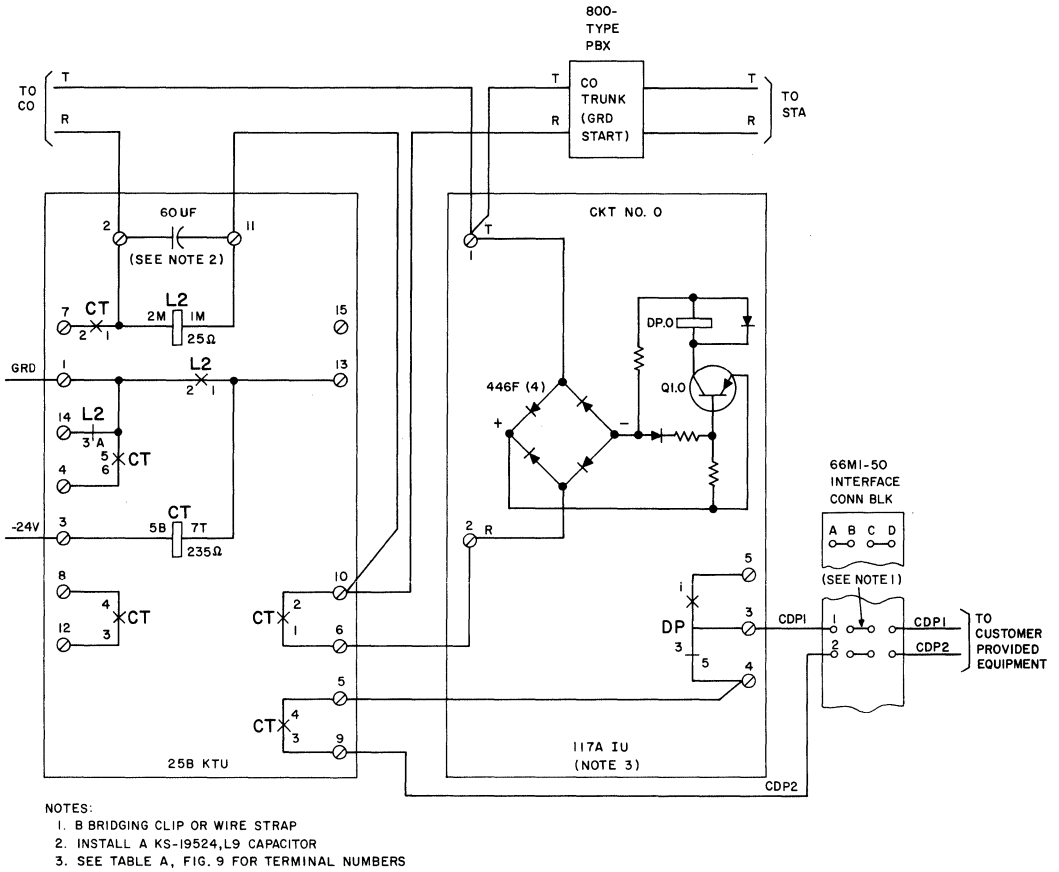 800-
TYPE
PBX
TO
CO
T
R
T
R
CO
TRUNK
(GRD
START)
T
R
TO
STA
60UF
2
11
(SEE NOTE 2)
7
CT
2 1
L2
2M 1M
25Ω
15
GRD
1
L2
2 1
13
14
L2
3 A
5
6
CT
4
-24V
3
CT
5B 7T
235Ω
8
4
CT
3
12
10
2
CT
1
6
5
4
CT
3
9
25B KTU
CKT NO. 0
T
1
DP.0
Q1.0
446F (4)
+
-
2
R
5
1
DP
3
3
5
4
117A IU
(NOTE 3)
66M1-50
INTERFACE
CONN BLK
A B C D
(SEE NOTE 1)
CDP1
1
CDP1
2
CDP2
TO
CUSTOMER
PROVIDED
EQUIPMENT
CDP2
NOTES:
1. B BRIDGING CLIP OR WIRE STRAP
2. INSTALL A KS-19524,L9 CAPACITOR
3. SEE TABLE A, FIG. 9 FOR TERMINAL NUMBERS